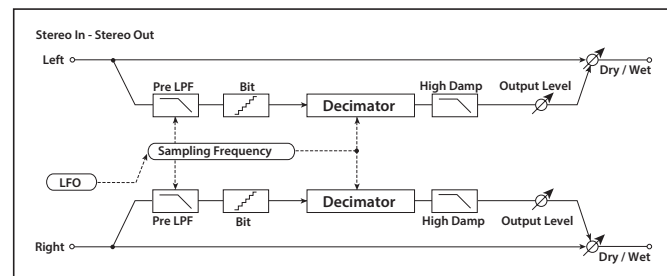 Stereo In - Stereo Out
Left
Dry / Wet
Pre LPF
Bit
Decimator
High Damp
Output Level
Sampling Frequency
LFO
Pre LPF
Bit
Decimator
High Damp
Output Level
Right
Dry / Wet